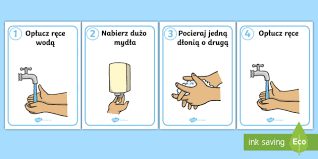 1
Opłucz ręce
wodą
2
Nabierz dużo
mydła
3
Pocieraj jedną
dłonią o drugą
4
Opłucz ręce
ink saving
Eco